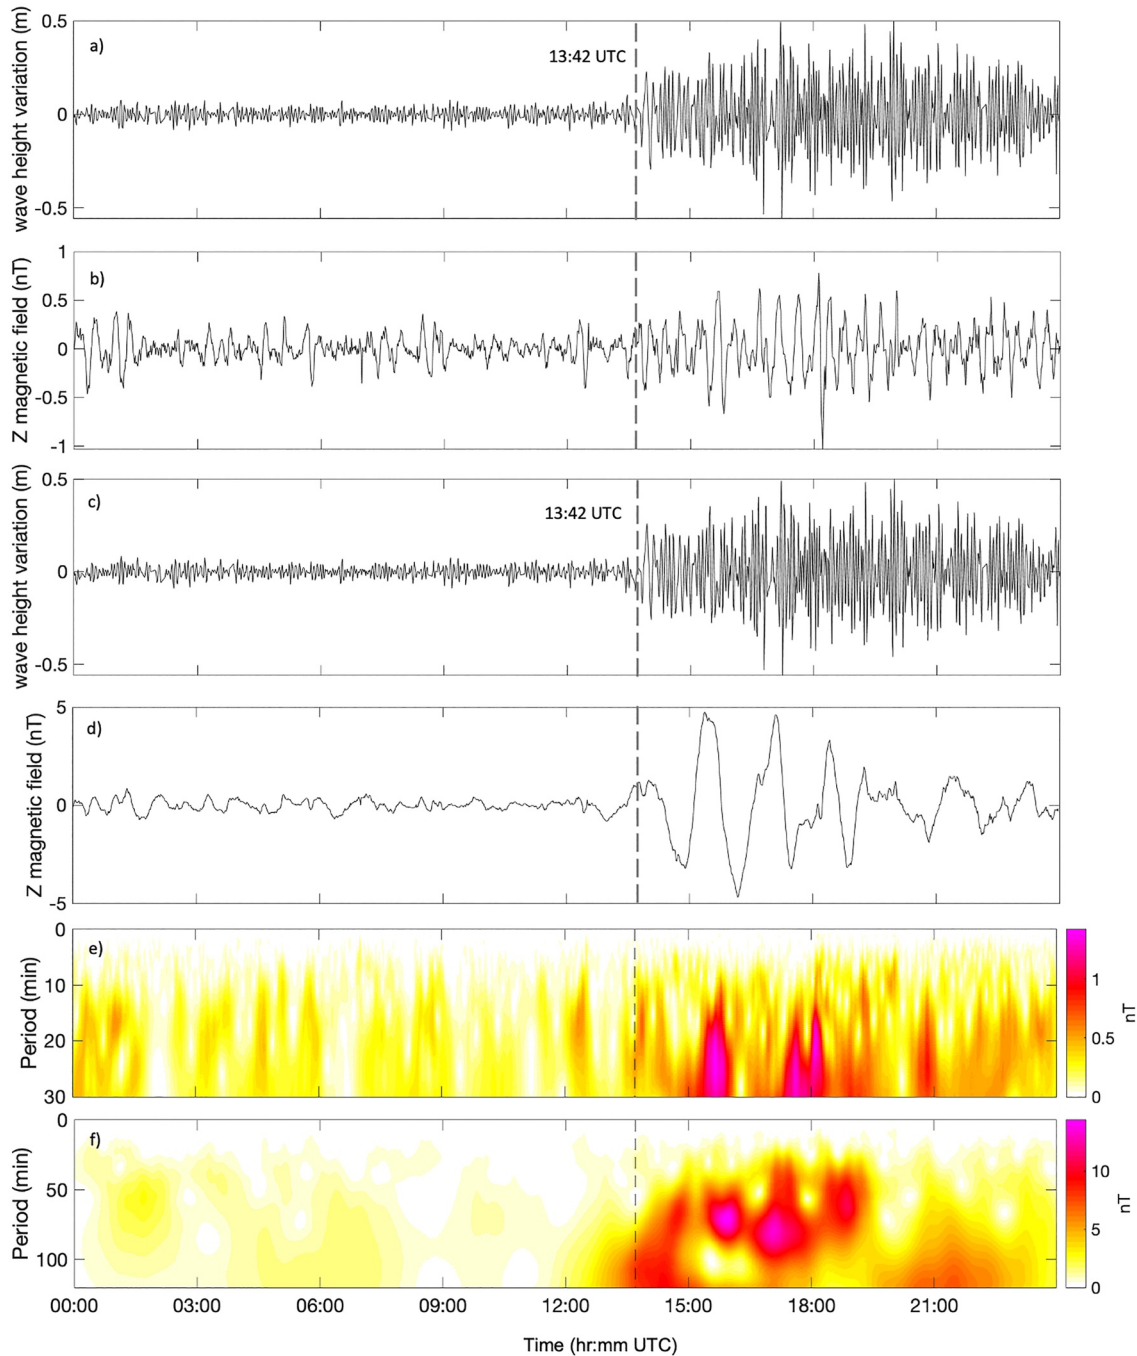 a)
13:42 UTC
wave height variation (m)
0.5
0
-0.5
b)
Z magnetic field (nT)
1
0.5
0
-0.5
-1
c)
13:42 UTC
wave height variation (m)
0.5
0
-0.5
d)
Z magnetic field (nT)
5
0
-5
e)
Period (min)
0
10
20
30
1
0.5
0
nT
f)
Period (min)
0
50
100
10
5
0
nT
00:00 03:00 06:00 09:00 12:00 15:00 18:00 21:00
Time (hr:mm UTC)